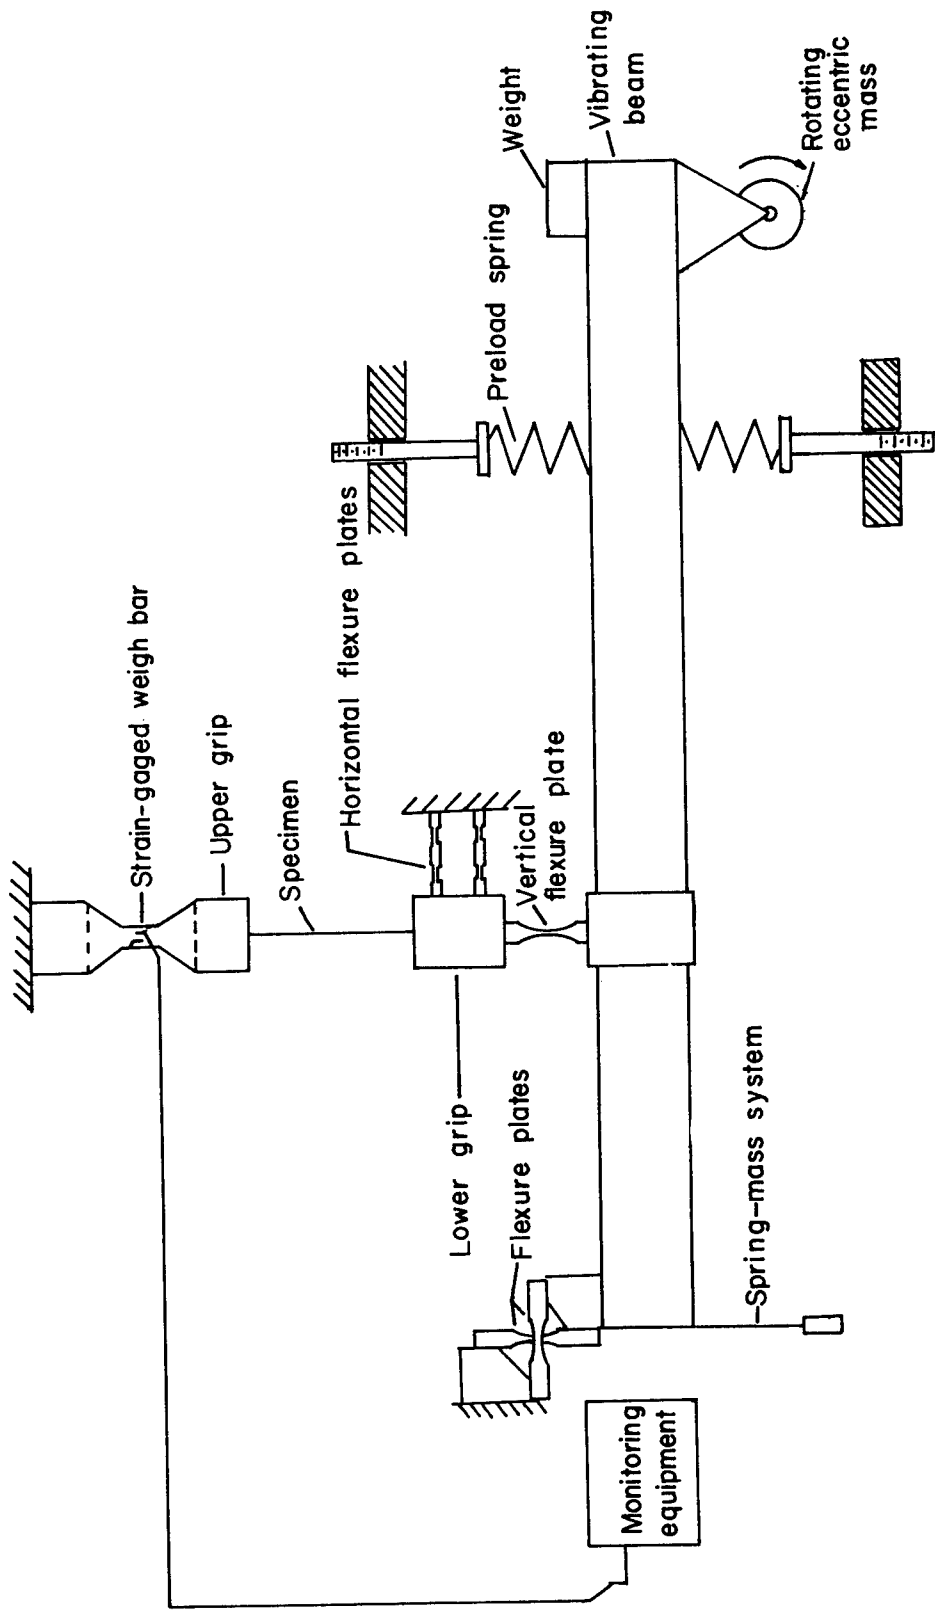 Strain-gaged weigh bar
Upper grip
Specimen
Horizontal flexure plates
Preload spring
Weight
Vibrating
beam
Lower grip
Flexure plates
Vertical
flexure plate
Rotating
eccentric
mass
Monitoring
equipment
Spring-mass system